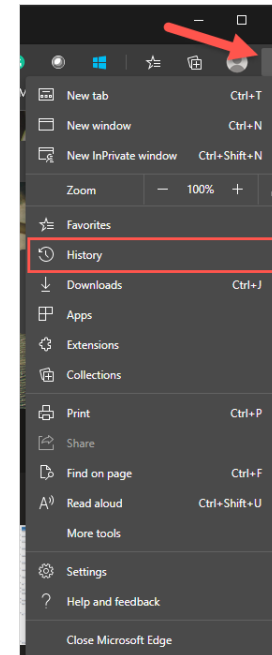 New tab Ctrl+T
New window Ctrl+N
New InPrivate window Ctrl+Shift+N
Zoom — 100% +
Favorites
History
Downloads Ctrl+J
Apps
Extensions
Collections
Print Ctrl+P
Share
Find on page Ctrl+F
Read aloud Ctrl+Shift+U
More tools
Settings
Help and feedback
Close Microsoft Edge